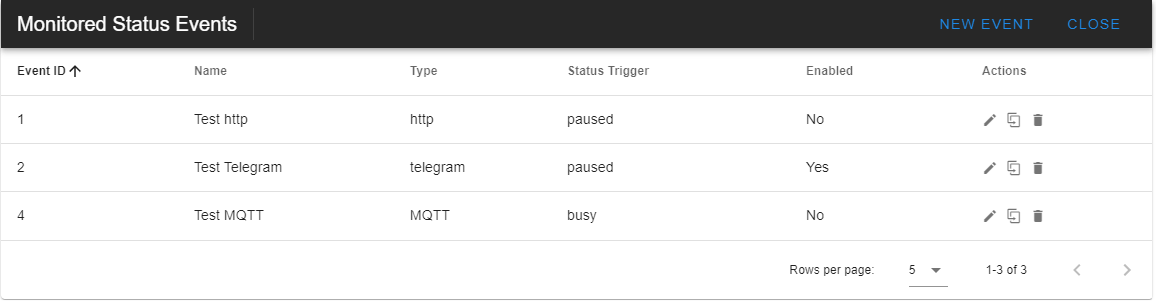 Monitored Status Events NEW EVENT CLOSE
Event ID Name Type Status Trigger Enabled Actions
1 Test http http paused No
2 Test Telegram telegram paused Yes
4 Test MQTT MQTT busy No
Rows per page: 5 1-3 of 3